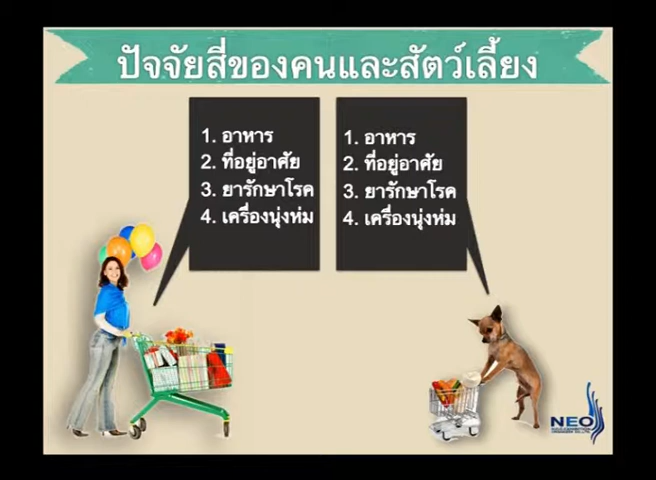 ปัจจัยสี่ของคนและสัตว์เลี้ยง
1. อาหาร
2. ที่อยู่อาศัย
3. ยารักษาโรค
4. เครื่องนุ่งห่ม
1. อาหาร
2. ที่อยู่อาศัย
3. ยารักษาโรค
4. เครื่องนุ่งห่ม
NEO